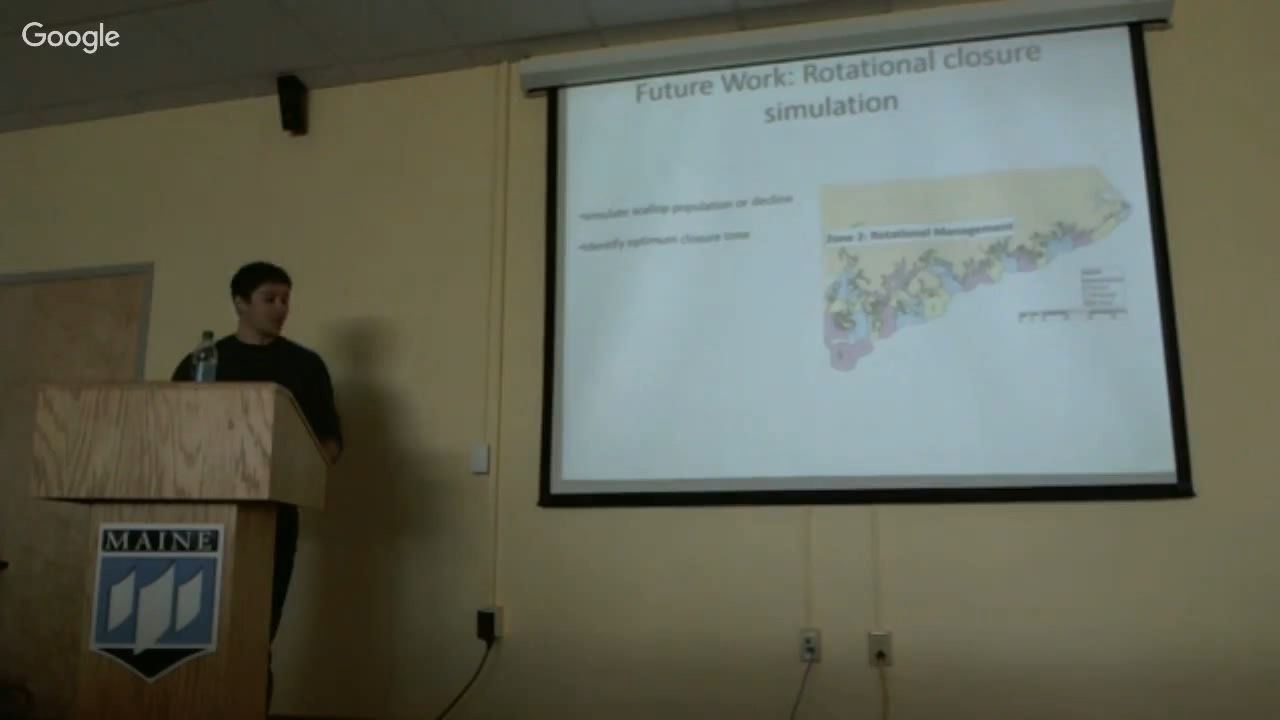 Google
Future Work: Rotational closure
simulation
•simulate scallop population or decline
•Identify optimum closure time
Zone 2: Rotational Management
MAINE